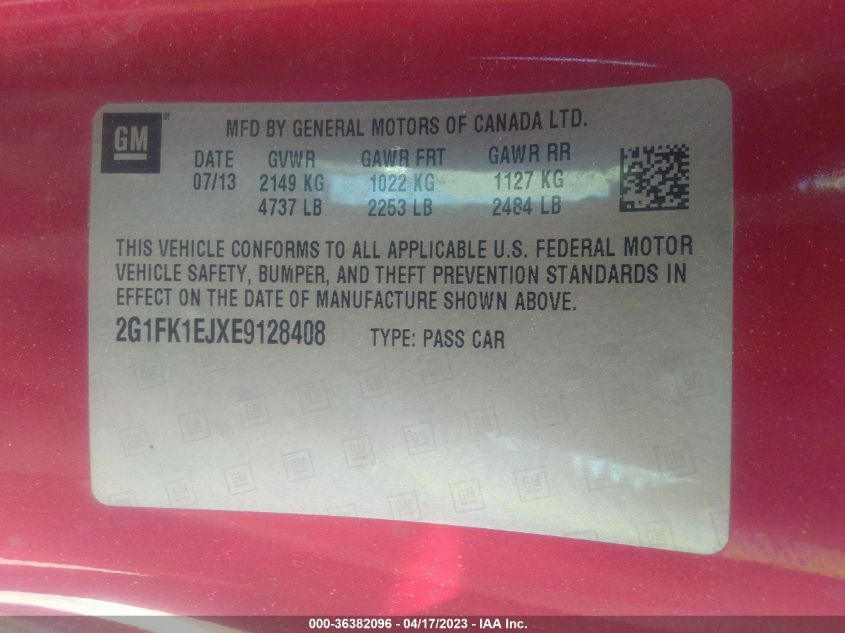 GM
MFD BY GENERAL MOTORS OF CANADA LTD.
DATE GVWR GAWR FRT GAWR RR
07/13 2149 KG 1022 KG 1127 KG
4737 LB 2253 LB 2484 LB
THIS VEHICLE CONFORMS TO ALL APPLICABLE U.S. FEDERAL MOTOR
VEHICLE SAFETY, BUMPER, AND THEFT PREVENTION STANDARDS IN
EFFECT ON THE DATE OF MANUFACTURE SHOWN ABOVE.
2G1FK1EJXE9128408 TYPE: PASS CAR
000-36382096 - 04/17/2023 - IAA Inc.